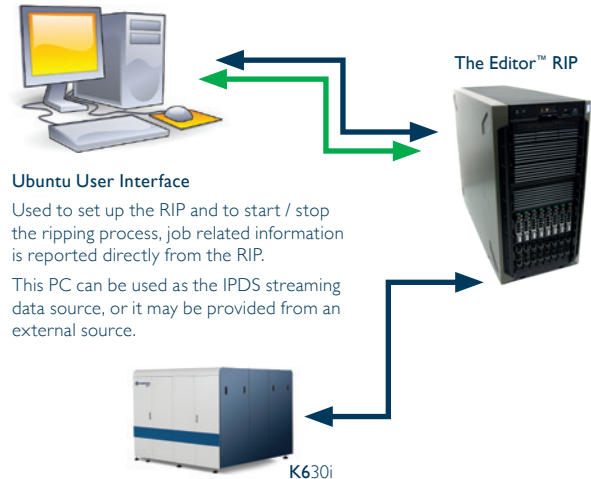 The Editor™ RIP
Ubuntu User Interface
Used to set up the RIP and to start / stop
the ripping process, job related information
is reported directly from the RIP.
This PC can be used as the IPDS streaming
data source, or it may be provided from an
external source.
K630i